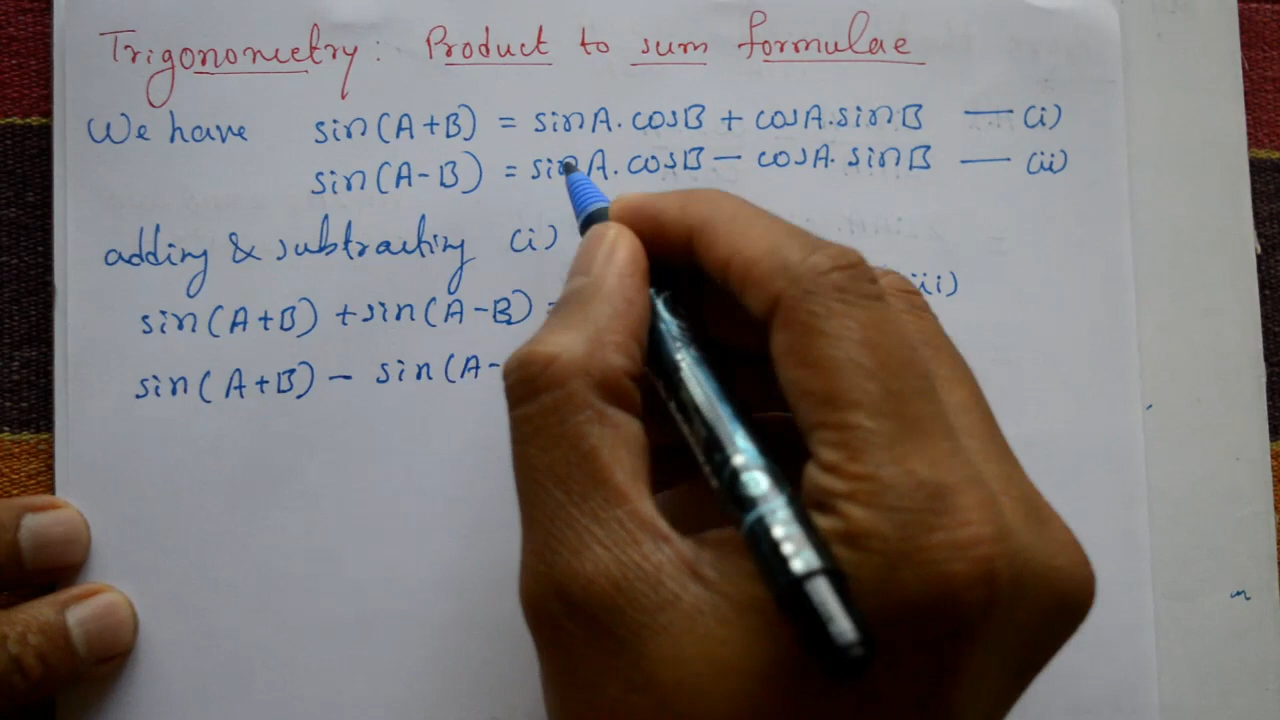 Trigonometry: Product to sum formulae
We have sin(A+B) = sinA.cosB + cosA.sinB — (i)
sin(A-B) = sinA.cosB - cosA.sinB — (ii)
adding & subtracting (i)
sin(A+B) + sin(A-B) = iii)
sin(A+B) - sin(A-